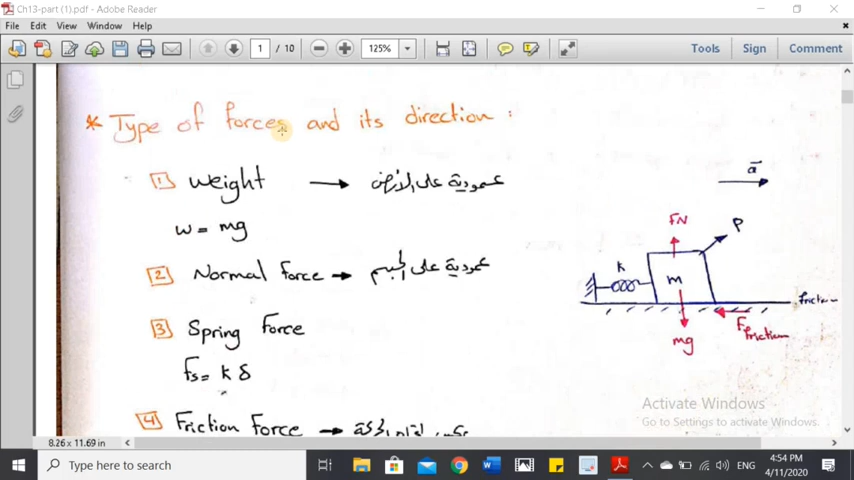 Ch13-part (1).pdf - Adobe Reader
File Edit View Window Help
1 / 10
125%
Tools Sign Comment
* Type of forces and its direction :
1 weight → عمودية على الأرض
w = mg
2 Normal force → عمودية على الجسم
3 Spring Force
fs = k δ
4 Friction Force → عكس اتجاه الحركة
a
FN
P
K
m
friction
F friction
mg
Activate Windows
Go to Settings to activate Windows.
8.26 x 11.69 in
Type here to search
ENG
4:54 PM
4/11/2020